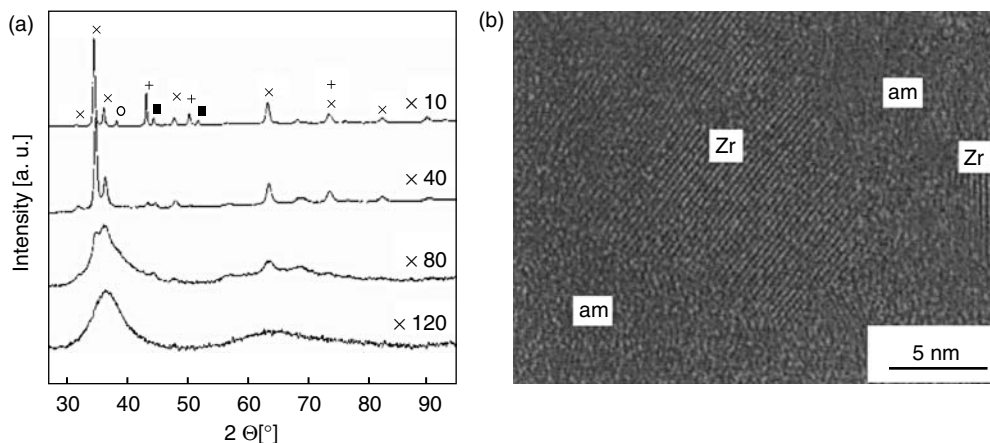 (a)
× 10
× 40
× 80
× 120
Intensity [a. u.]
30 40 50 60 70 80 90
2 Θ[°]
(b)
am
Zr
Zr
am
5 nm